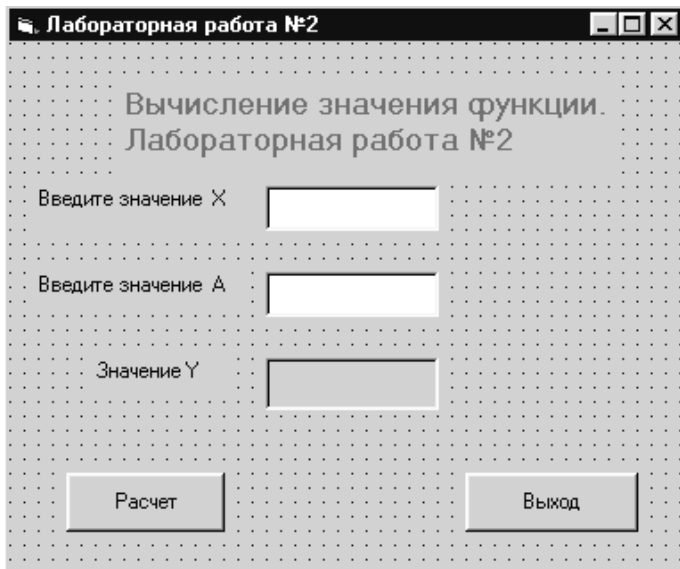 Лабораторная работа №2
Вычисление значения функции.
Лабораторная работа №2
Введите значение X
Введите значение A
Значение Y
Расчет
Выход